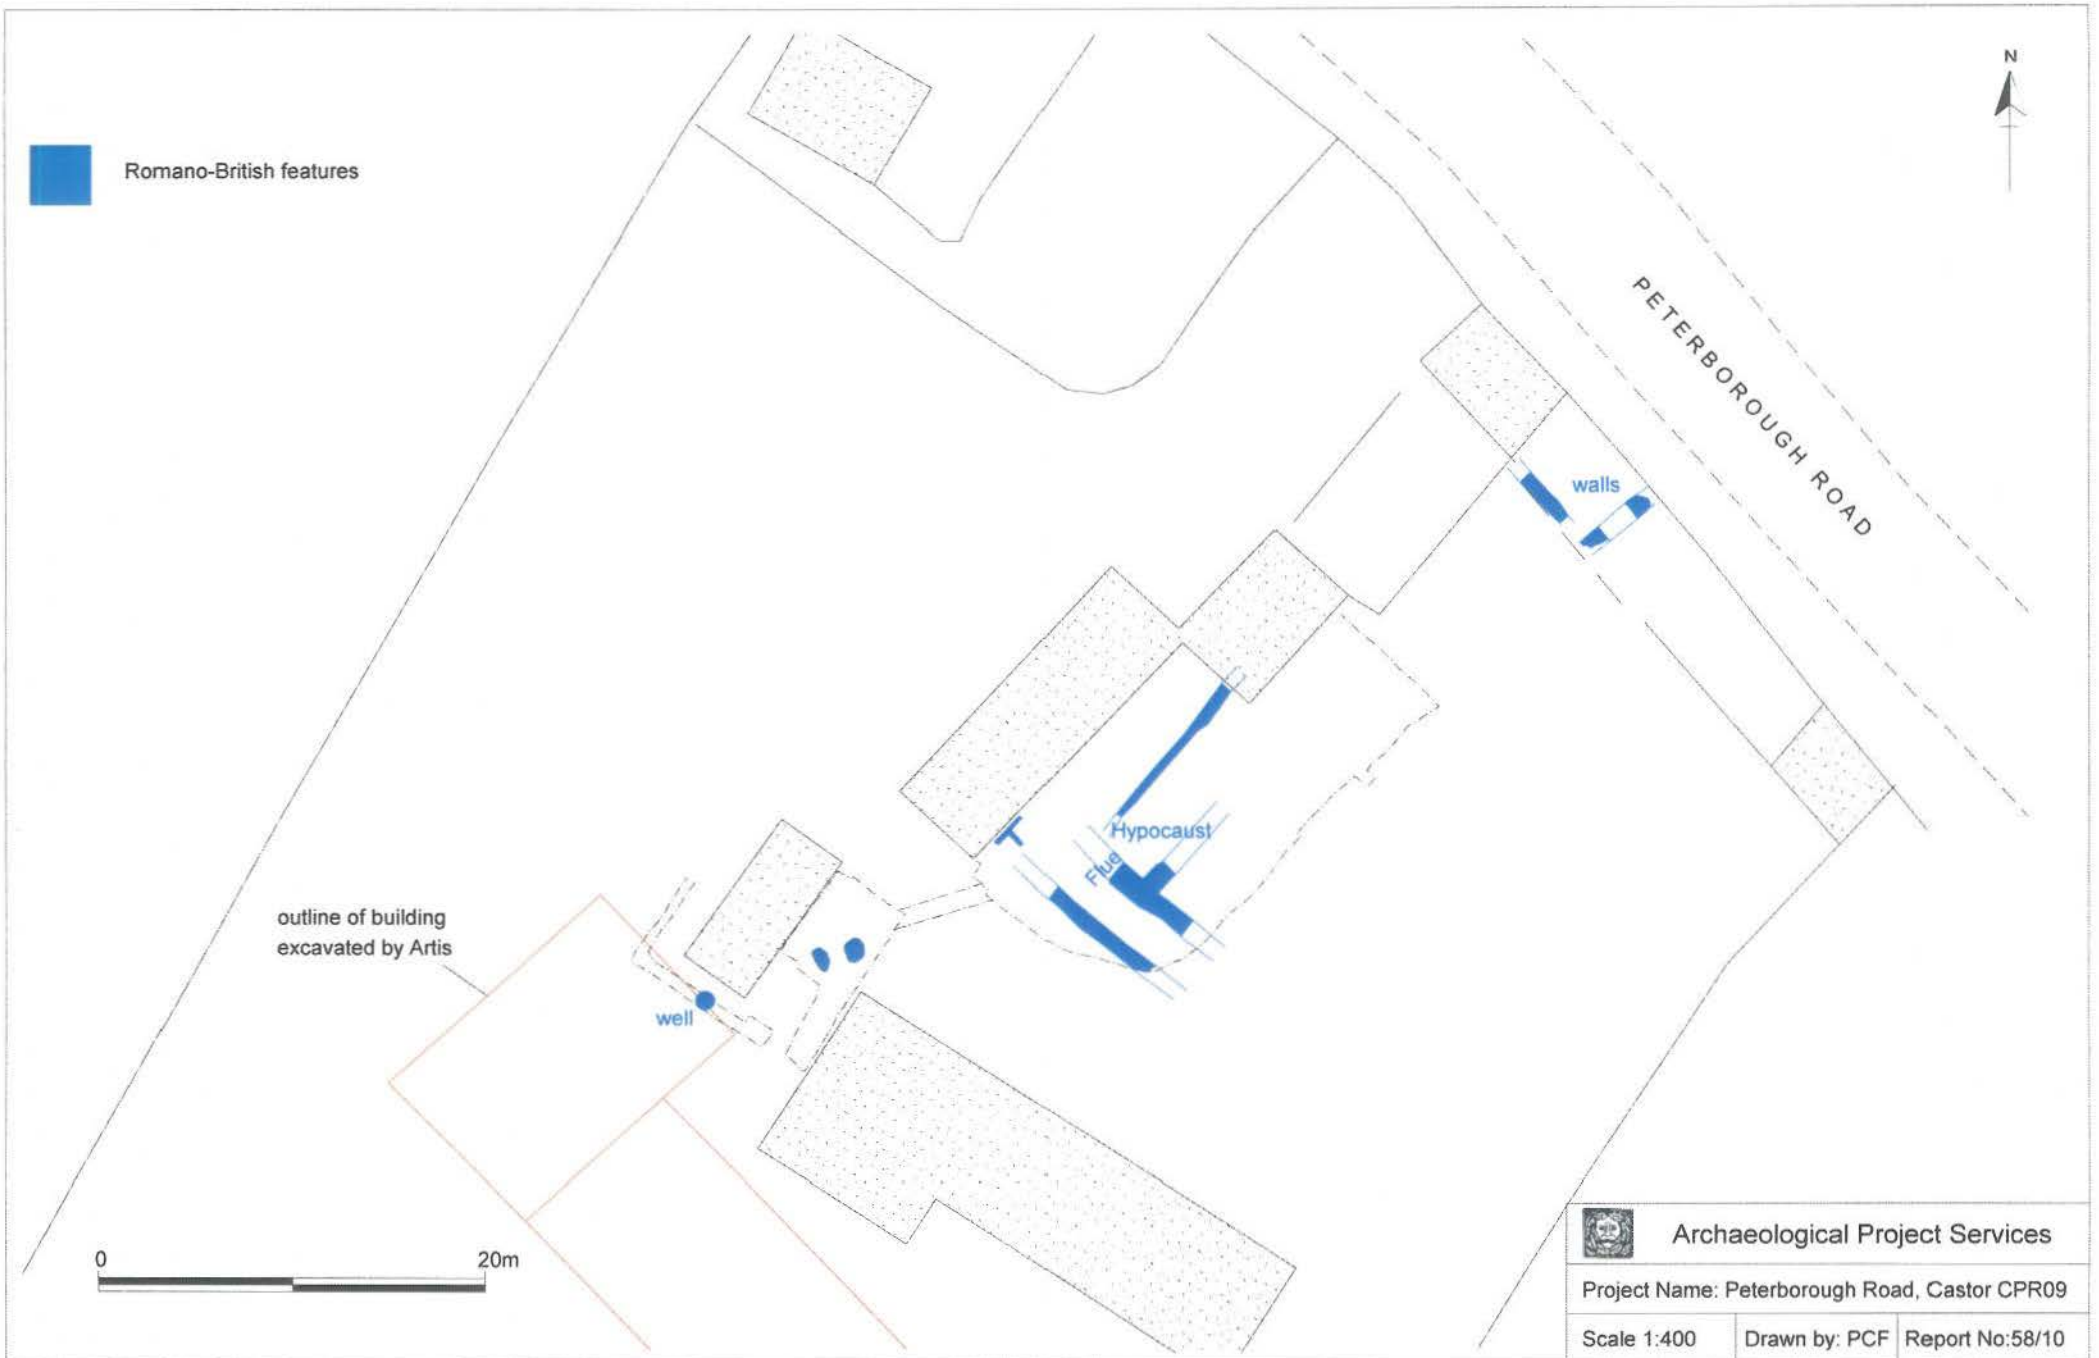 N
Romano-British features
PETERBOROUGH ROAD
walls
Hypocaust
Flue
outline of building
excavated by Artis
well
0 20m
Archaeological Project Services
Project Name: Peterborough Road, Castor CPR09
Scale 1:400 Drawn by: PCF Report No:58/10